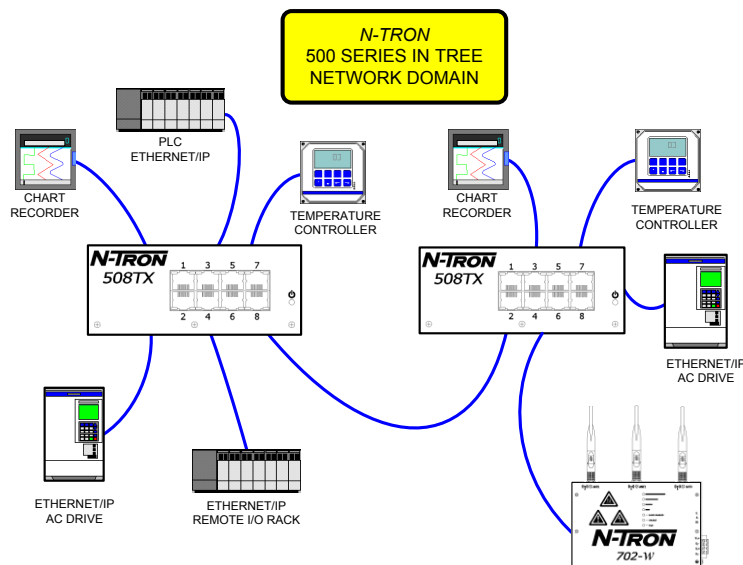 N-TRON
500 SERIES IN TREE
NETWORK DOMAIN
PLC
ETHERNET/IP
CHART
RECORDER
TEMPERATURE
CONTROLLER
CHART
RECORDER
TEMPERATURE
CONTROLLER
N-TRON
508TX
1 3 5 7
2 4 6 8
N-TRON
508TX
1 3 5 7
2 4 6 8
ETHERNET/IP
AC DRIVE
ETHERNET/IP
AC DRIVE
ETHERNET/IP
REMOTE I/O RACK
N-TRON
702-W